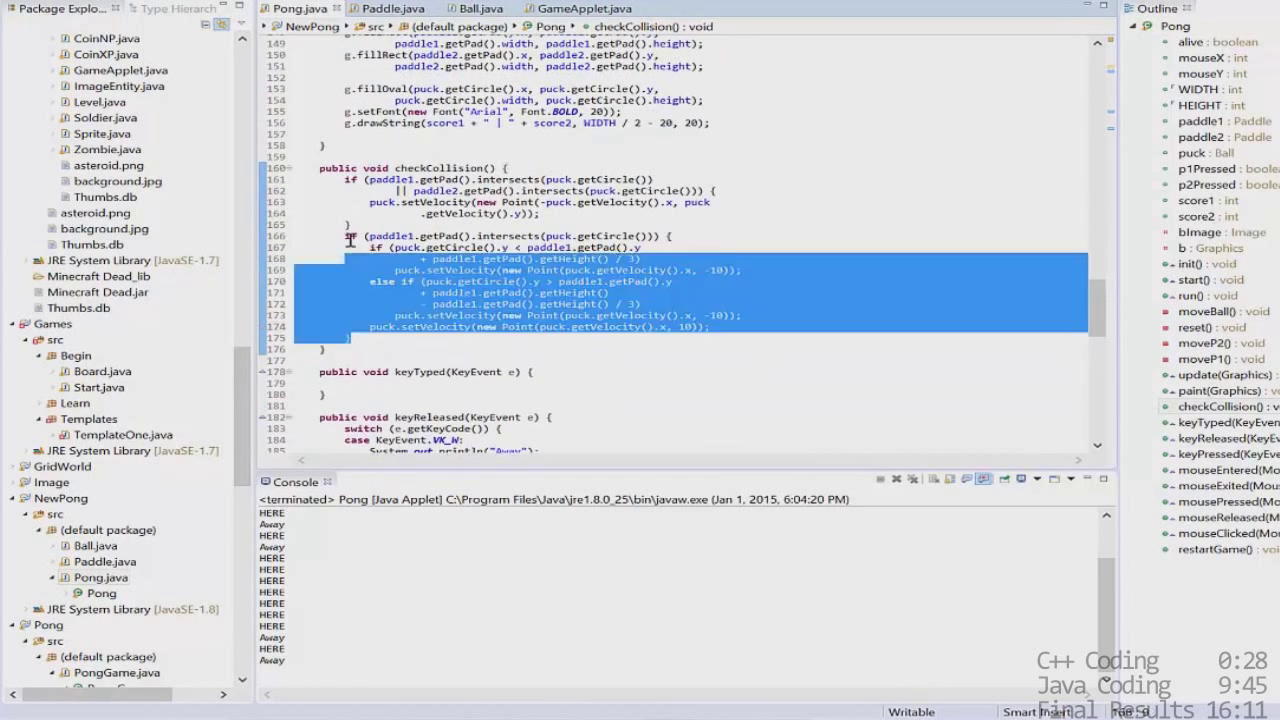 Package Explo...
Type Hierarch
Pong.java
Paddle.java
Ball.java
GameApplet.java
Outline
NewPong
src
(default package)
Pong
checkCollision() : void
CoinNP.java
CoinXP.java
GameApplet.java
ImageEntity.java
Level.java
Soldier.java
Sprite.java
Zombie.java
asteroid.png
background.jpg
Thumbs.db
asteroid.png
background.jpg
Thumbs.db
JRE System Library [JavaSE-1.8]
Minecraft Dead_lib
Minecraft Dead.jar
Thumbs.db
Games
src
Begin
Board.java
Start.java
Learn
Templates
TemplateOne.java
JRE System Library [JavaSE-1.7]
GridWorld
Image
NewPong
src
(default package)
Ball.java
Paddle.java
Pong.java
Pong
JRE System Library [JavaSE-1.8]
Pong
src
(default package)
PongGame.java
149 paddle1.getPad().width, paddle1.getPad().height);
150 g.fillRect(paddle2.getPad().x, paddle2.getPad().y,
151 paddle2.getPad().width, paddle2.getPad().height);
152
153 g.fillOval(puck.getCircle().x, puck.getCircle().y,
154 puck.getCircle().width, puck.getCircle().height);
155 g.setFont(new Font("Arial", Font.BOLD, 20));
156 g.drawString(score1 + " | " + score2, WIDTH / 2 - 20, 20);
157
158 }
159
160 public void checkCollision() {
161 if (paddle1.getPad().intersects(puck.getCircle())
162 || paddle2.getPad().intersects(puck.getCircle())) {
163 puck.setVelocity(new Point(-puck.getVelocity().x, puck
164 .getVelocity().y));
165 }
166 if (paddle1.getPad().intersects(puck.getCircle())) {
167 if (puck.getCircle().y < paddle1.getPad().y
168 + paddle1.getPad().getHeight() / 3)
169 puck.setVelocity(new Point(puck.getVelocity().x, -10));
170 else if (puck.getCircle().y > paddle1.getPad().y
171 + paddle1.getPad().getHeight()
172 - paddle1.getPad().getHeight() / 3)
173 puck.setVelocity(new Point(puck.getVelocity().x, -10));
174 puck.setVelocity(new Point(puck.getVelocity().x, 10));
175 }
176 }
177
178 public void keyTyped(KeyEvent e) {
179
180 }
181
182 public void keyReleased(KeyEvent e) {
183 switch (e.getKeyCode()) {
184 case KeyEvent.VK_W:
185 System.out.println("Away");
Console
<terminated> Pong [Java Applet] C:\Program Files\Java\jre1.8.0_25\bin\javaw.exe (Jan 1, 2015, 6:04:20 PM)
HERE
Away
HERE
Away
HERE
HERE
HERE
HERE
HERE
HERE
HERE
Away
HERE
Away
Pong
alive : boolean
mouseX : int
mouseY : int
WIDTH : int
HEIGHT : int
paddle1 : Paddle
paddle2 : Paddle
puck : Ball
p1Pressed : int
p2Pressed : int
score1 : int
score2 : int
bImage : Image
b : Graphics
init() : void
start() : void
run() : void
moveBall() : void
reset() : void
moveP2() : void
moveP1() : void
update(Graphics)
paint(Graphics)
checkCollision() : v
keyTyped(KeyEven
keyReleased(KeyE
keyPressed(KeyEv
mouseEntered(Mo
mouseExited(Mou
mousePressed(Mo
mouseReleased(M
mouseClicked(Mou
restartGame() : voi
C++ Coding 0:28
Java Coding 9:45
Final Results 16:11
Writable
Smart Insert